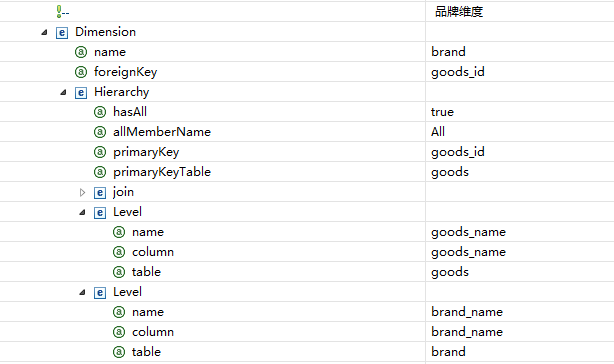 !-- 品牌维度
e Dimension
a name brand
a foreignKey goods_id
e Hierarchy
a hasAll true
a allMemberName All
a primaryKey goods_id
a primaryKeyTable goods
e join
e Level
a name goods_name
a column goods_name
a table goods
e Level
a name brand_name
a column brand_name
a table brand